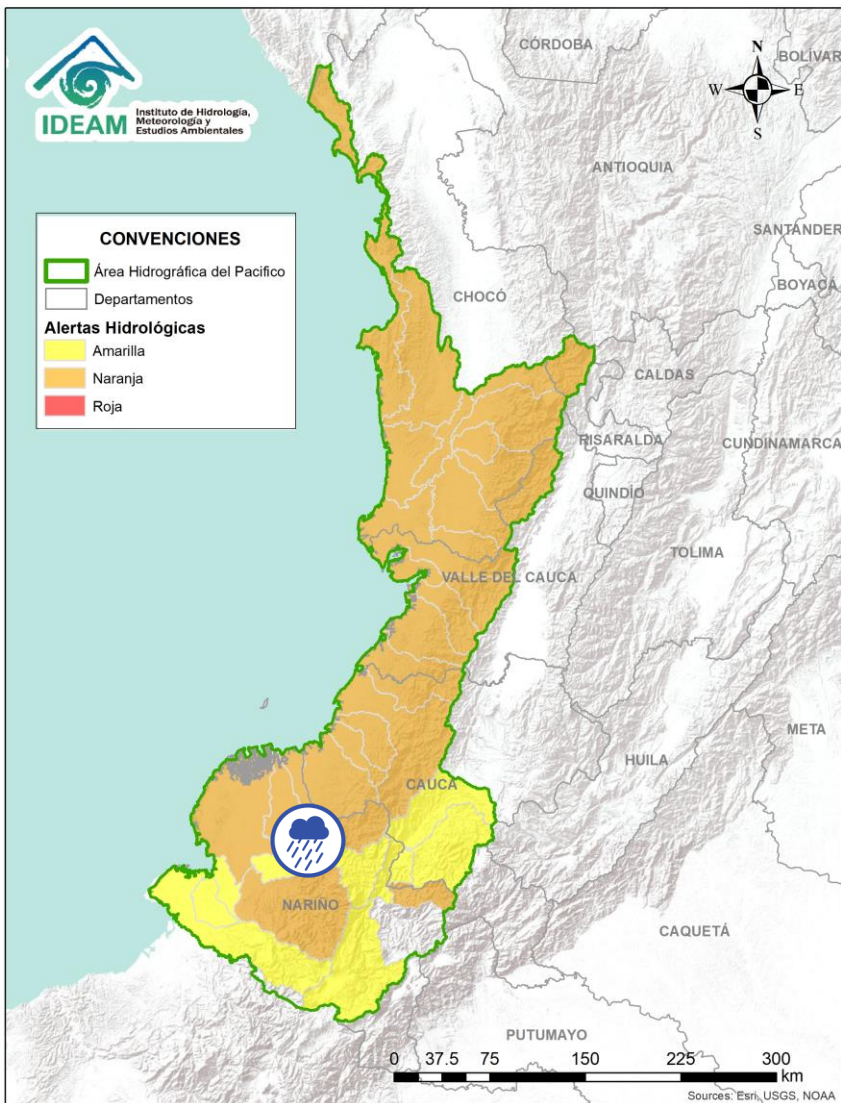 IDEAM
Instituto de Hidrología,
Meteorología y
Estudios Ambientales
CÓRDOBA
BOLÍVAR
N
W
E
S
ANTIOQUIA
SANTANDER
BOYACÁ
CONVENCIONES
Área Hidrográfica del Pacifico
Departamentos
Alertas Hidrológicas
Amarilla
Naranja
Roja
CHOCÓ
CALDAS
RISARALDA
CUNDINAMARCA
QUINDÍO
TOLIMA
VALLE DEL CAUCA
META
HUILA
CAUCA
NARIÑO
CAQUETÁ
PUTUMAYO
0 37.5 75 150 225 300
km
Sources: Esri, USGS, NOAA